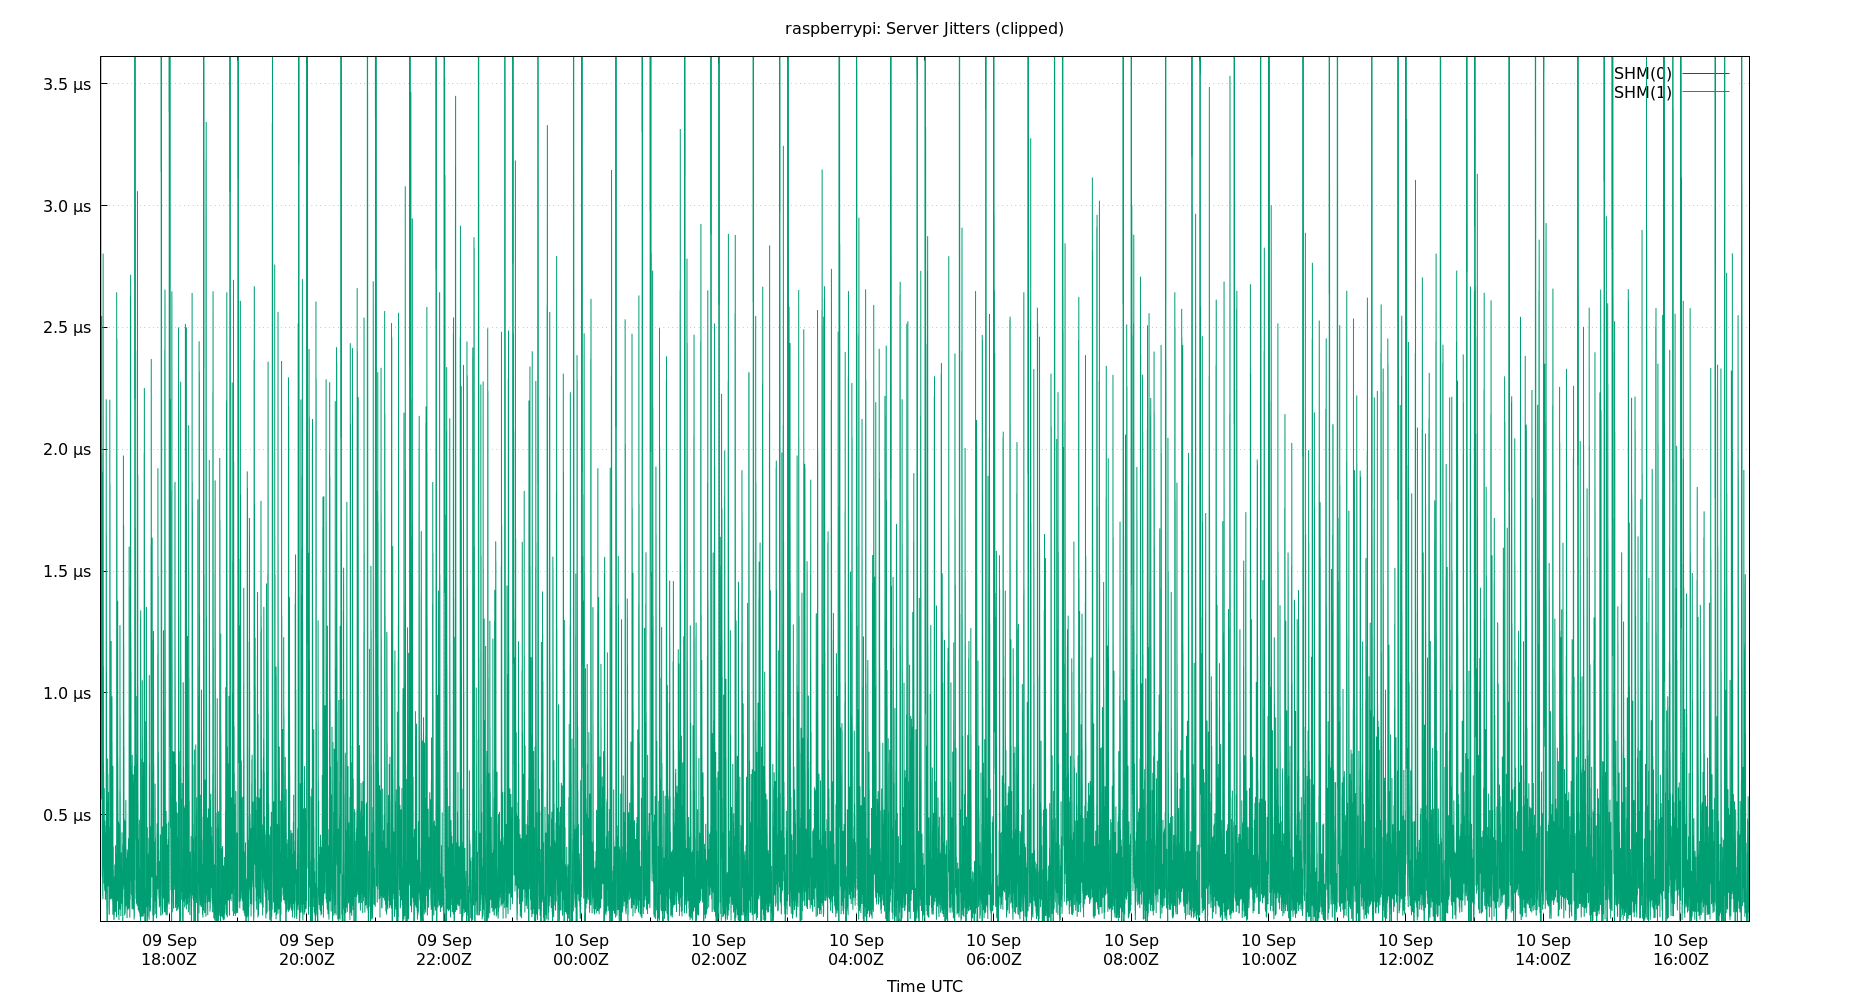 raspberrypi: Server Jitters (clipped)
SHM(0)
SHM(1)
3.5 µs
3.0 µs
2.5 µs
2.0 µs
1.5 µs
1.0 µs
0.5 µs
09 Sep 09 Sep 09 Sep 10 Sep 10 Sep 10 Sep 10 Sep 10 Sep 10 Sep 10 Sep 10 Sep 10 Sep
18:00Z 20:00Z 22:00Z 00:00Z 02:00Z 04:00Z 06:00Z 08:00Z 10:00Z 12:00Z 14:00Z 16:00Z
Time UTC